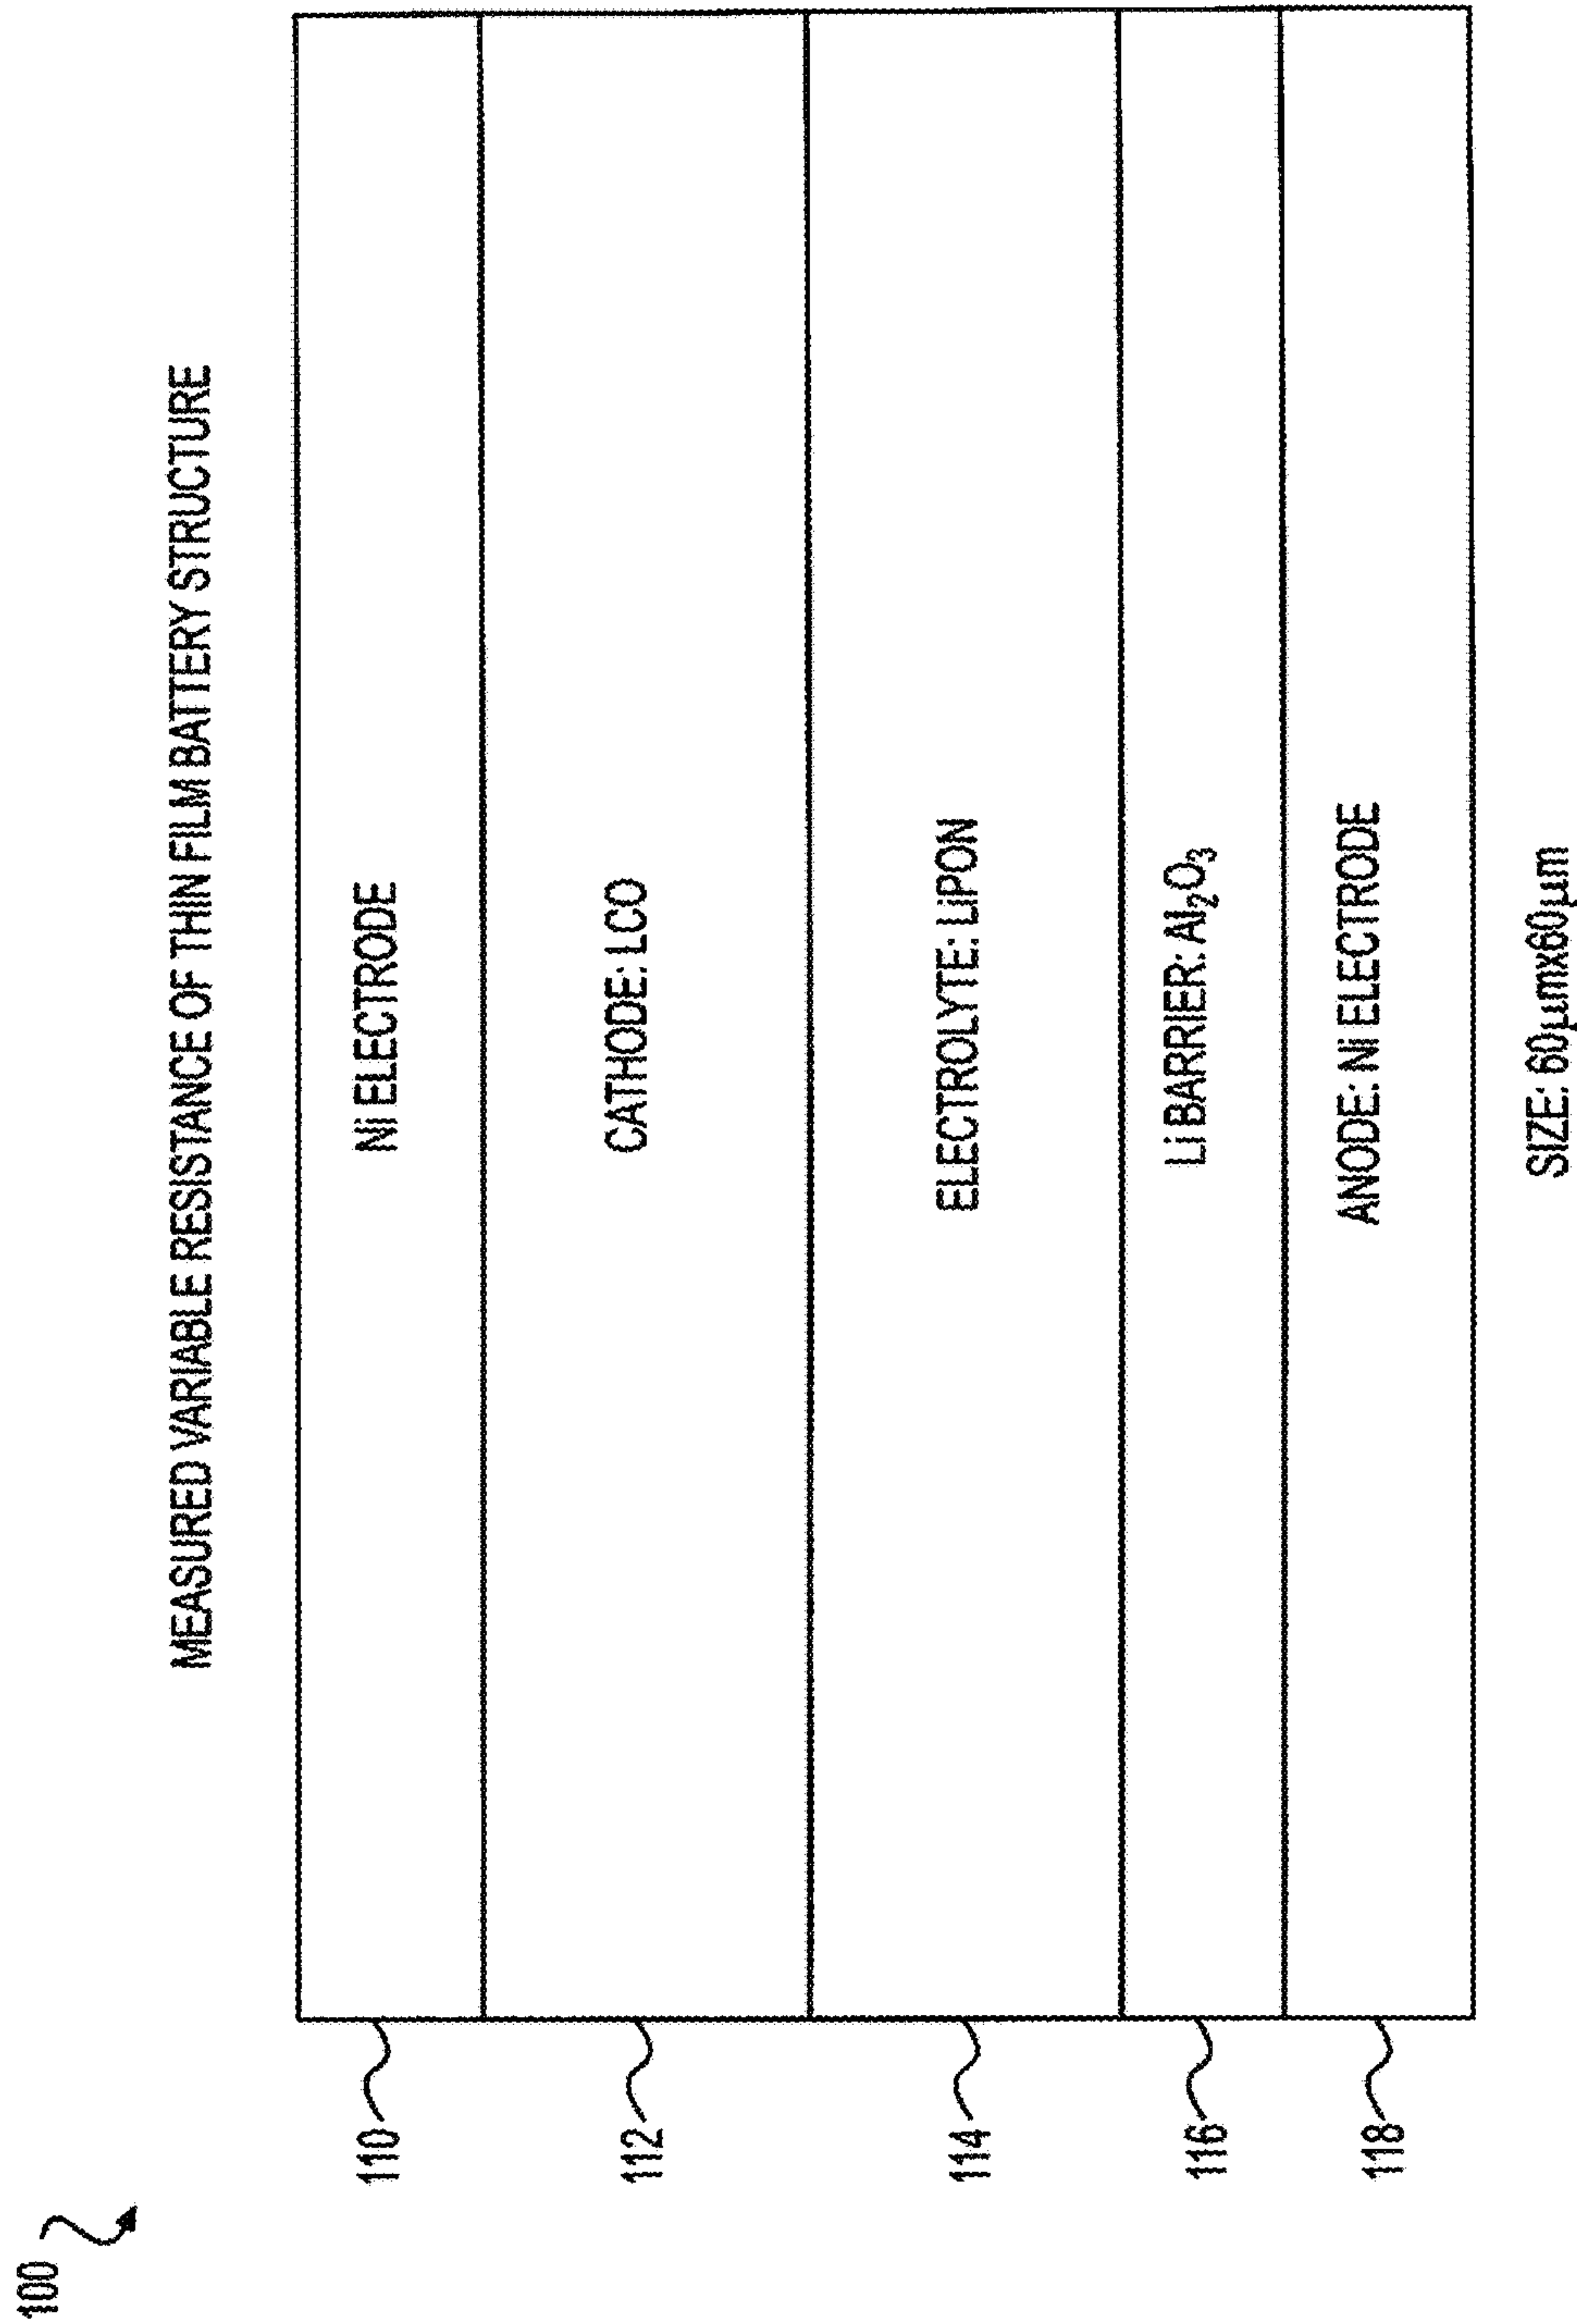 100
MEASURED VARIABLE RESISTANCE OF THIN FILM BATTERY STRUCTURE
110
Ni ELECTRODE
112
CATHODE: LCO
114
ELECTROLYTE: LiPON
116
Li BARRIER: Al₂O₃
118
ANODE: Ni ELECTRODE
SIZE: 60μmx60μm